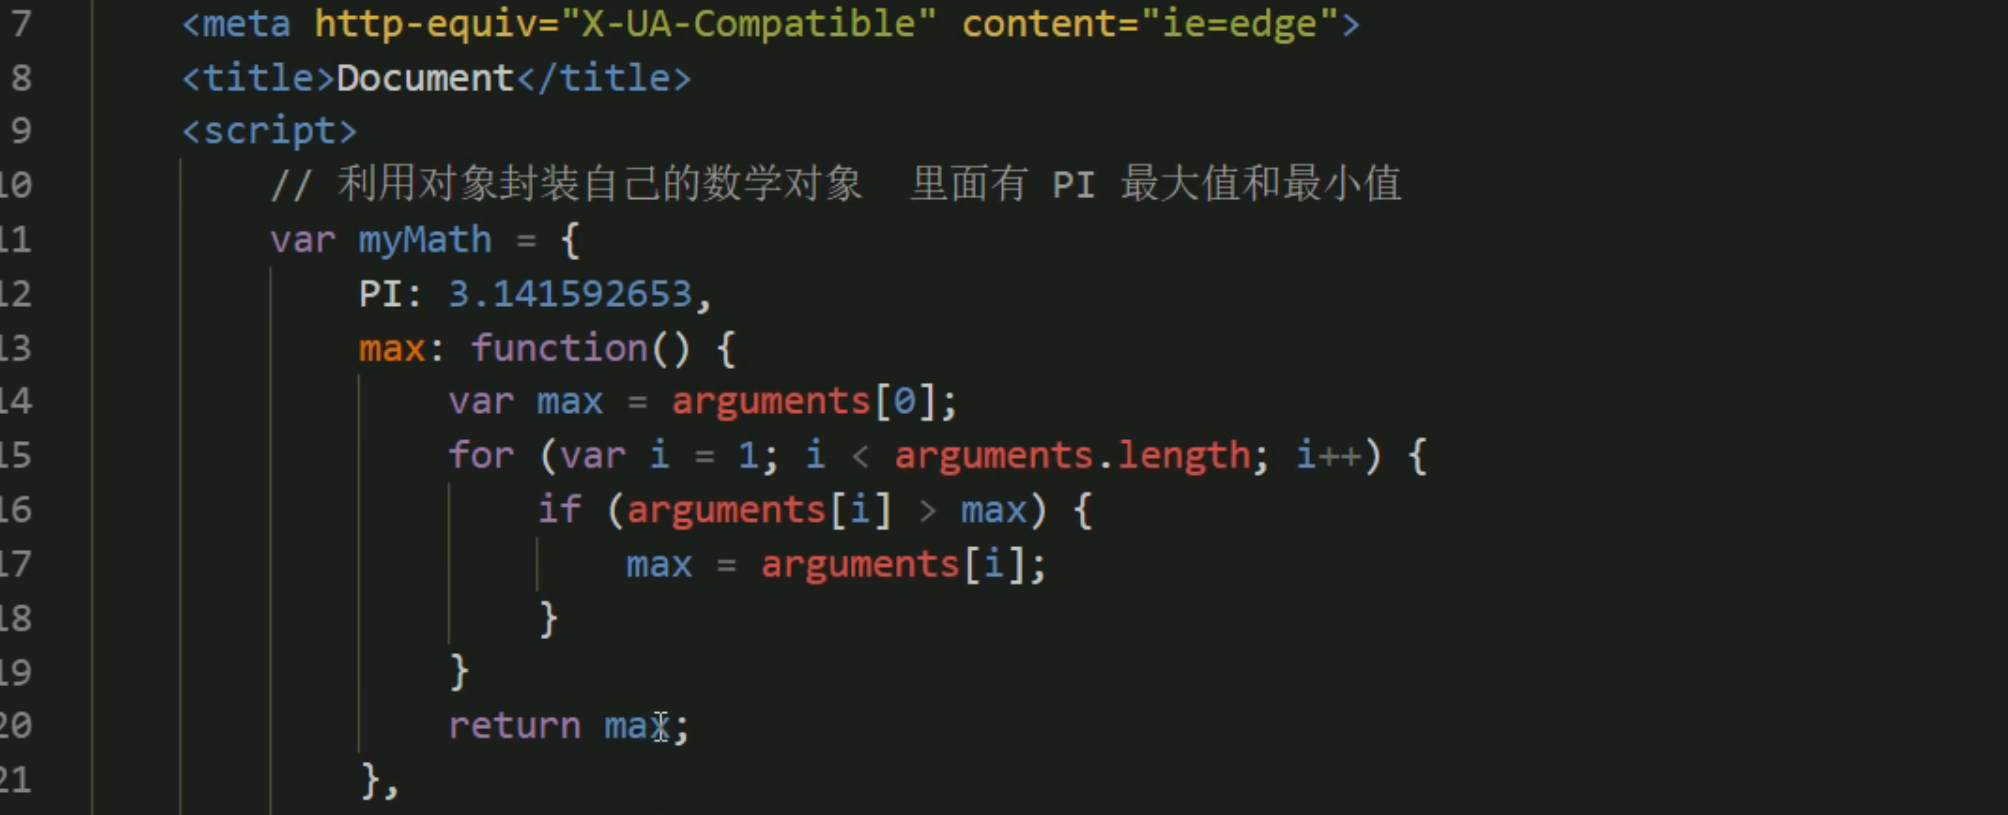 7 <meta http-equiv="X-UA-Compatible" content="ie=edge">
8 <title>Document</title>
9 <script>
10 // 利用对象封装自己的数学对象  里面有 PI 最大值和最小值
11 var myMath = {
12 PI: 3.141592653,
13 max: function() {
14 var max = arguments[0];
15 for (var i = 1; i < arguments.length; i++) {
16 if (arguments[i] > max) {
17 max = arguments[i];
18 }
19 }
20 return max;
21 },